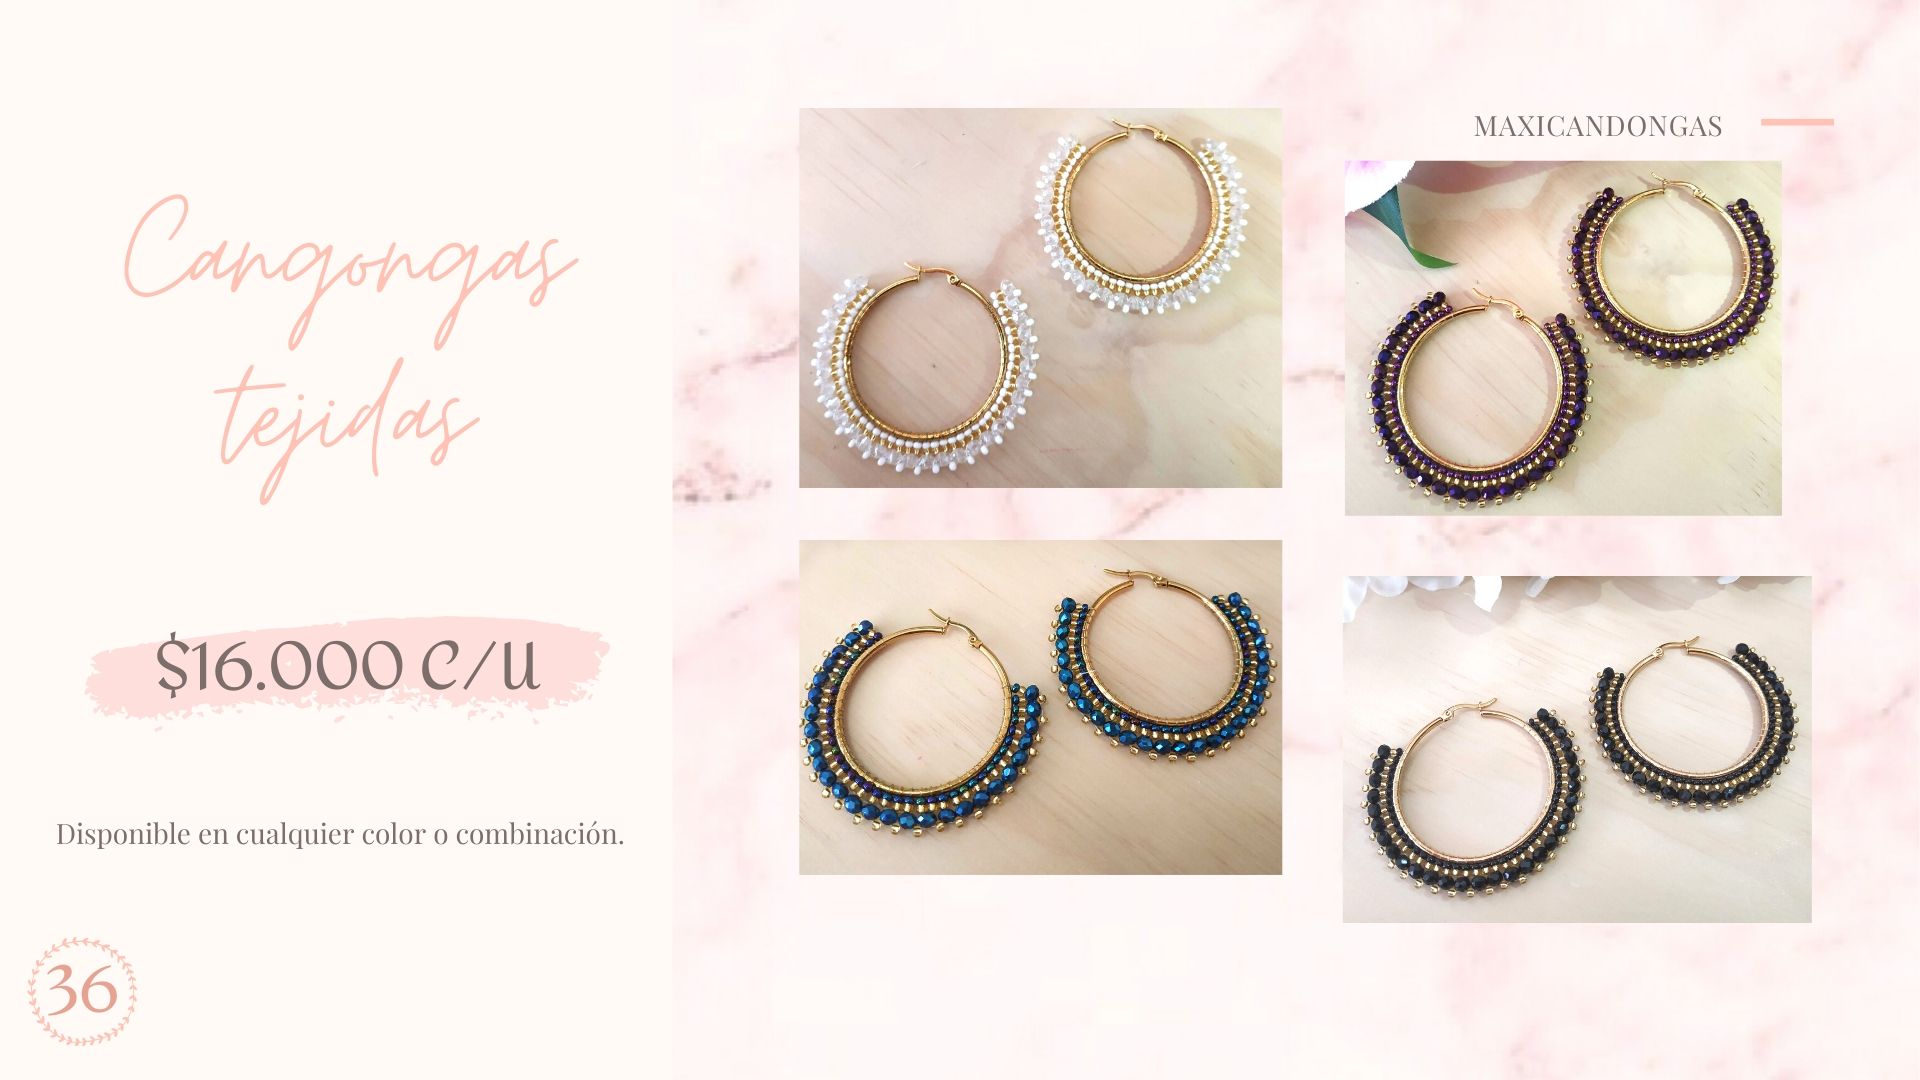 Cangongas
tejidas
$16.000 C/U
Disponible en cualquier color o combinación.
36
MAXICANDONGAS